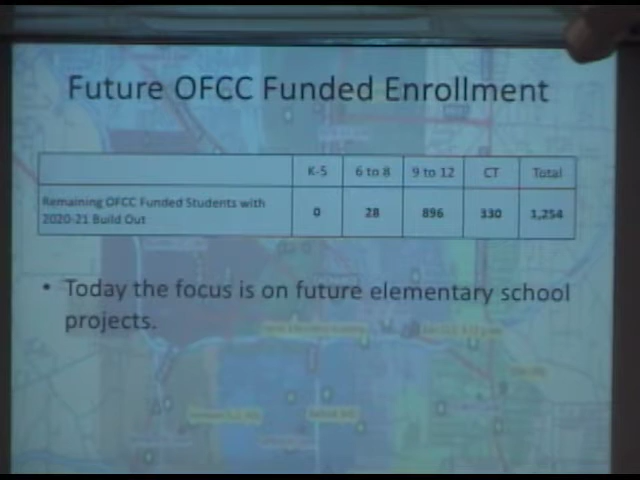 Future OFCC Funded Enrollment
K-5 6 to 8 9 to 12 CT Total
Remaining OFCC Funded Students with
2020-21 Build Out
0 28 896 330 1,254
• Today the focus is on future elementary school
projects.